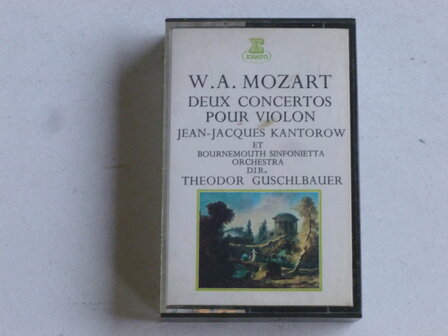 ERATO
W.A. MOZART
DEUX CONCERTOS
POUR VIOLON
JEAN-JACQUES KANTOROW
ET
BOURNEMOUTH SINFONIETTA
ORCHESTRA
DIR.
THEODOR GUSCHLBAUER